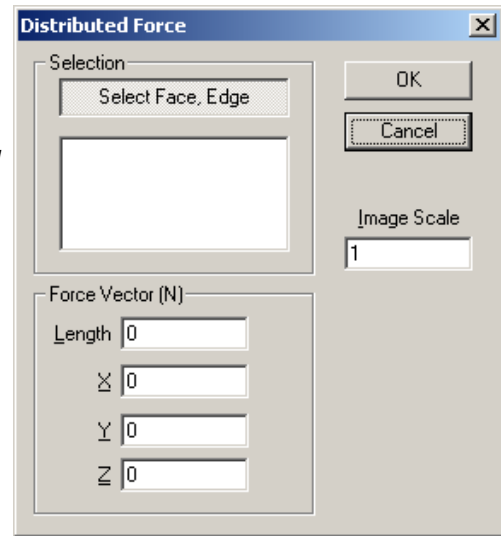 Distributed Force
Selection
Select Face, Edge
OK
Cancel
Image Scale
1
Force Vector (N)
Length 0
X 0
Y 0
Z 0